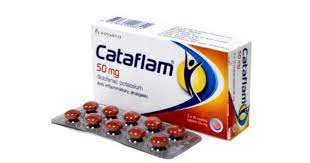 NOVARTIS
Cataflam®
50 mg
diclofenac potassium
Anti-inflammatory, analgesic